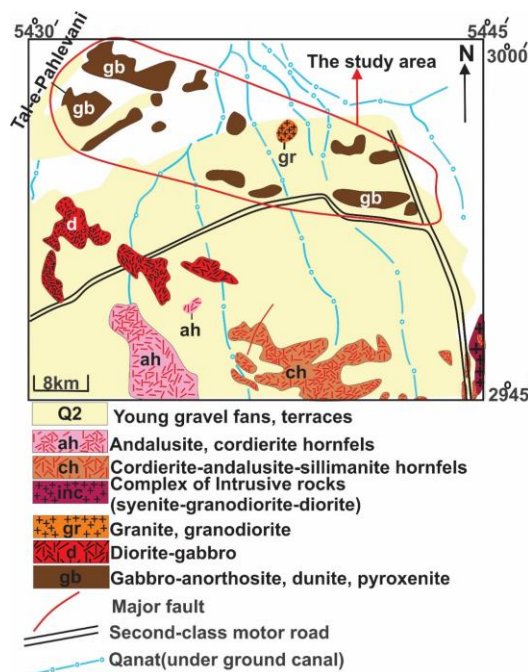 54°30' 54°45'
30°00'
The study area
N
Tal-e-Pahlevani
gb
gb
gr
gb
d
ah
ah
ch
8km
29°45'
Q2 Young gravel fans, terraces
ah Andalusite, cordierite hornfels
ch Cordierite-andalusite-sillimanite hornfels
inc Complex of Intrusive rocks
(syenite-granodiorite-diorite)
gr Granite, granodiorite
d Diorite-gabbro
gb Gabbro-anorthosite, dunite, pyroxenite
Major fault
Second-class motor road
Qanat(under ground canal)